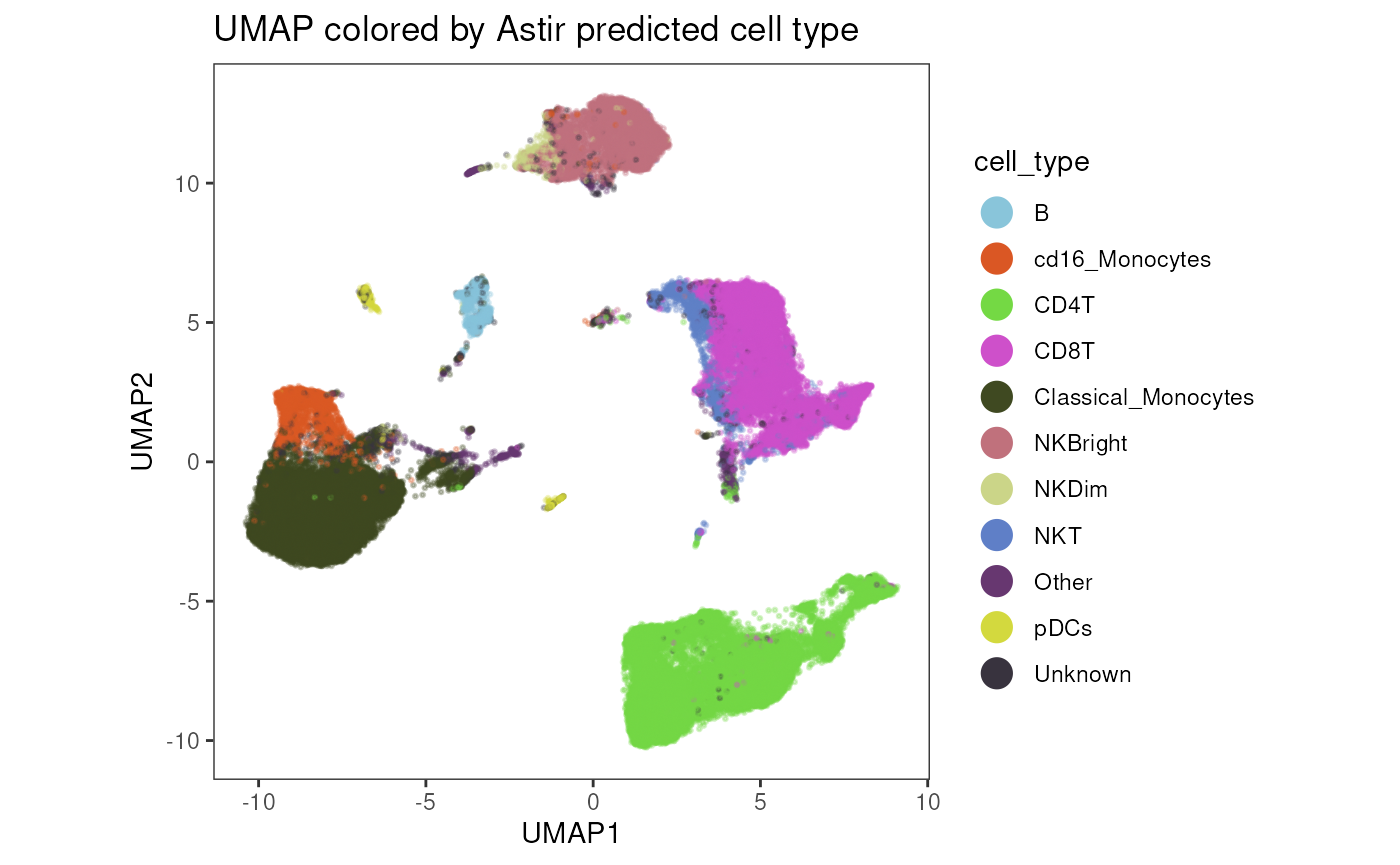 UMAP colored by Astir predicted cell type
UMAP2
10
5
0
-5
-10
-10
-5
0
5
10
UMAP1
cell_type
B
cd16_Monocytes
CD4T
CD8T
Classical_Monocytes
NKBright
NKDim
NKT
Other
pDCs
Unknown